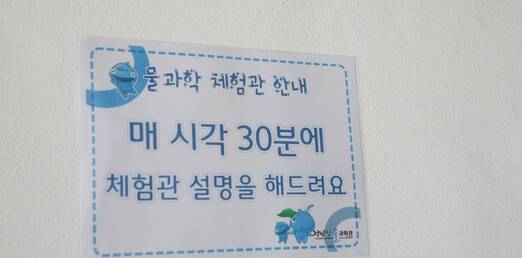 물과학 체험관 안내
매 시각 30분에
체험관 설명을 해드려요